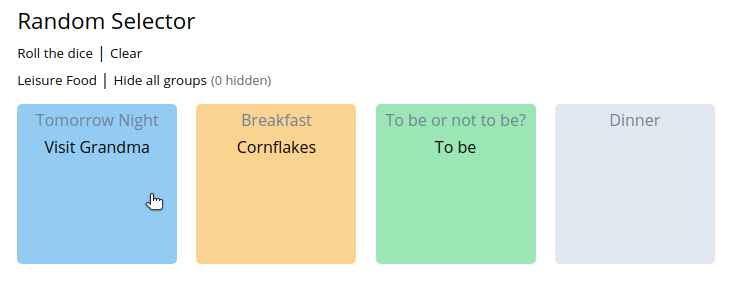 Random Selector
Roll the dice | Clear
Leisure Food | Hide all groups (0 hidden)
Tomorrow Night
Visit Grandma
Breakfast
Cornflakes
To be or not to be?
To be
Dinner